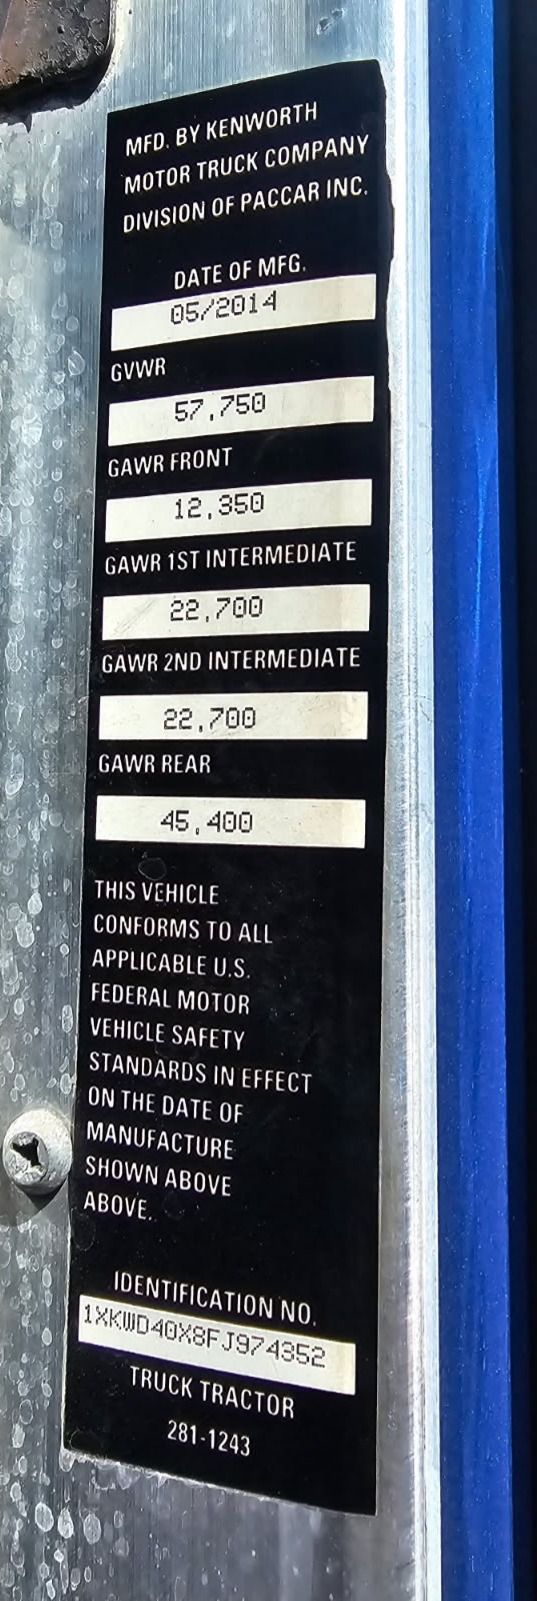 MFD. BY KENWORTH
MOTOR TRUCK COMPANY
DIVISION OF PACCAR INC.
DATE OF MFG.
05/2014
GVWR
57,750
GAWR FRONT
12,350
GAWR 1ST INTERMEDIATE
22,700
GAWR 2ND INTERMEDIATE
22,700
GAWR REAR
45,400
THIS VEHICLE
CONFORMS TO ALL
APPLICABLE U.S.
FEDERAL MOTOR
VEHICLE SAFETY
STANDARDS IN EFFECT
ON THE DATE OF
MANUFACTURE
SHOWN ABOVE
ABOVE.
IDENTIFICATION NO.
1XKWD40X8FJ974352
TRUCK TRACTOR
281-1243